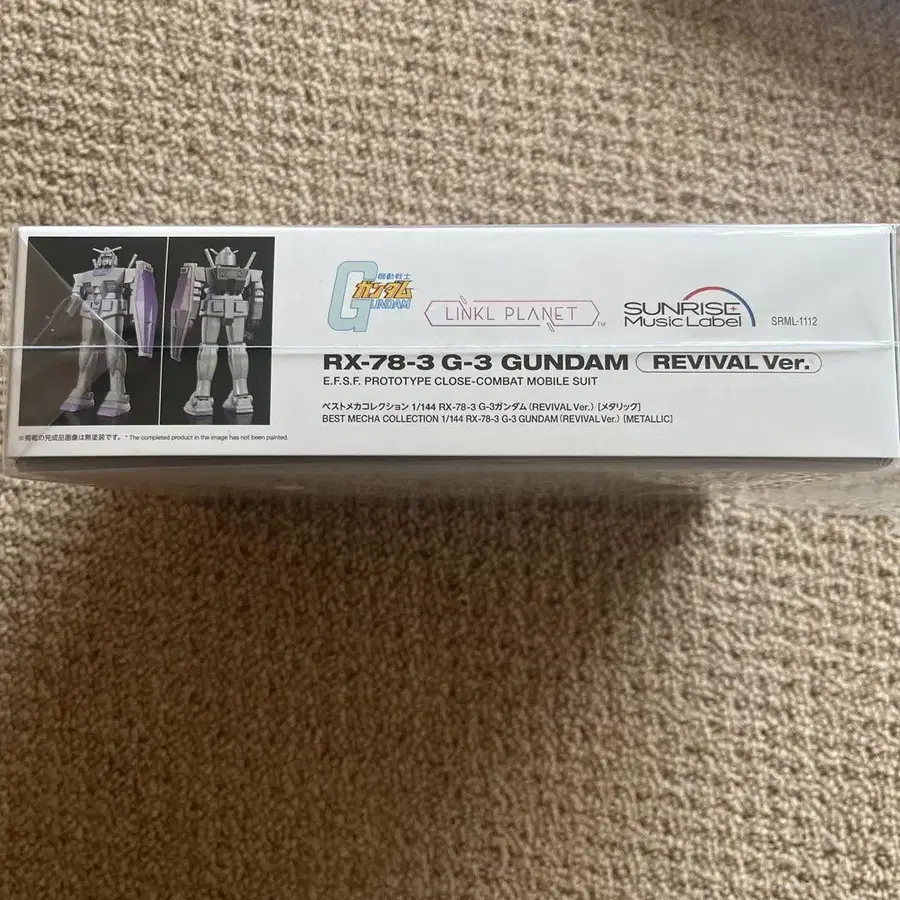 機動戦士
ガンダム
GUNDAM
LINKL PLANET™
SUNRISE
Music Label
SRML-1112
RX-78-3 G-3 GUNDAM REVIVAL Ver.
E.F.S.F. PROTOTYPE CLOSE-COMBAT MOBILE SUIT
ベストメカコレクション 1/144 RX-78-3 G-3ガンダム(REVIVAL Ver.) [メタリック]
BEST MECHA COLLECTION 1/144 RX-78-3 G-3 GUNDAM (REVIVAL Ver.) [METALLIC]
※掲載の完成品画像は無塗装です。 * The completed product in the image has not been painted.